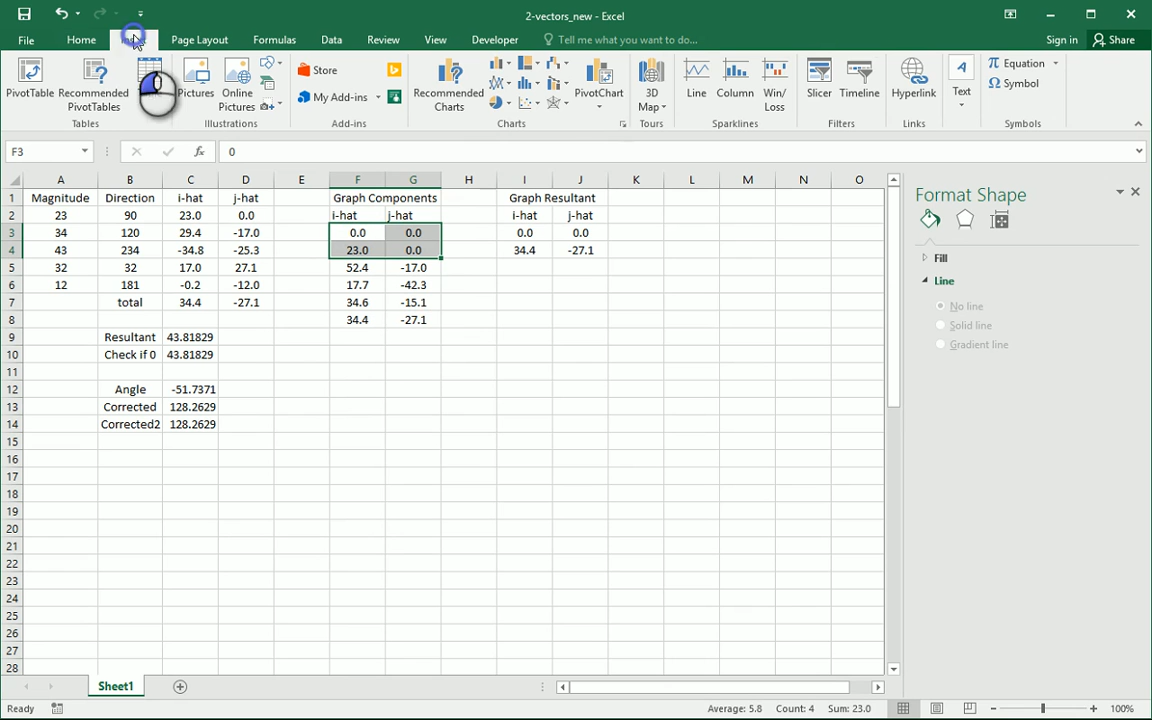 2-vectors_new - Excel
File Home Page Layout Formulas Data Review View Developer Tell me what you want to do... Sign in Share
PivotTable Recommended PivotTables Pictures Online Pictures Store My Add-ins Recommended Charts PivotChart 3D Map Line Column Win/Loss Slicer Timeline Hyperlink Text Equation Symbol
Tables Illustrations Add-ins Charts Tours Sparklines Filters Links Symbols
F3 fx 0
A B C D E F G H I J K L M N O
1 Magnitude Direction i-hat j-hat Graph Components Graph Resultant
2 23 90 23.0 0.0 i-hat j-hat i-hat j-hat
3 34 120 29.4 -17.0 0.0 0.0 0.0 0.0
4 43 234 -34.8 -25.3 23.0 0.0 34.4 -27.1
5 32 32 17.0 27.1 52.4 -17.0
6 12 181 -0.2 -12.0 17.7 -42.3
7 total 34.4 -27.1 34.6 -15.1
8 34.4 -27.1
9 Resultant 43.81829
10 Check if 0 43.81829
11
12 Angle -51.7371
13 Corrected 128.2629
14 Corrected2 128.2629
15
16
17
18
19
20
21
22
23
24
25
26
27
28
Format Shape
Fill
Line
No line
Solid line
Gradient line
Sheet1
Ready Average: 5.8 Count: 4 Sum: 23.0 100%